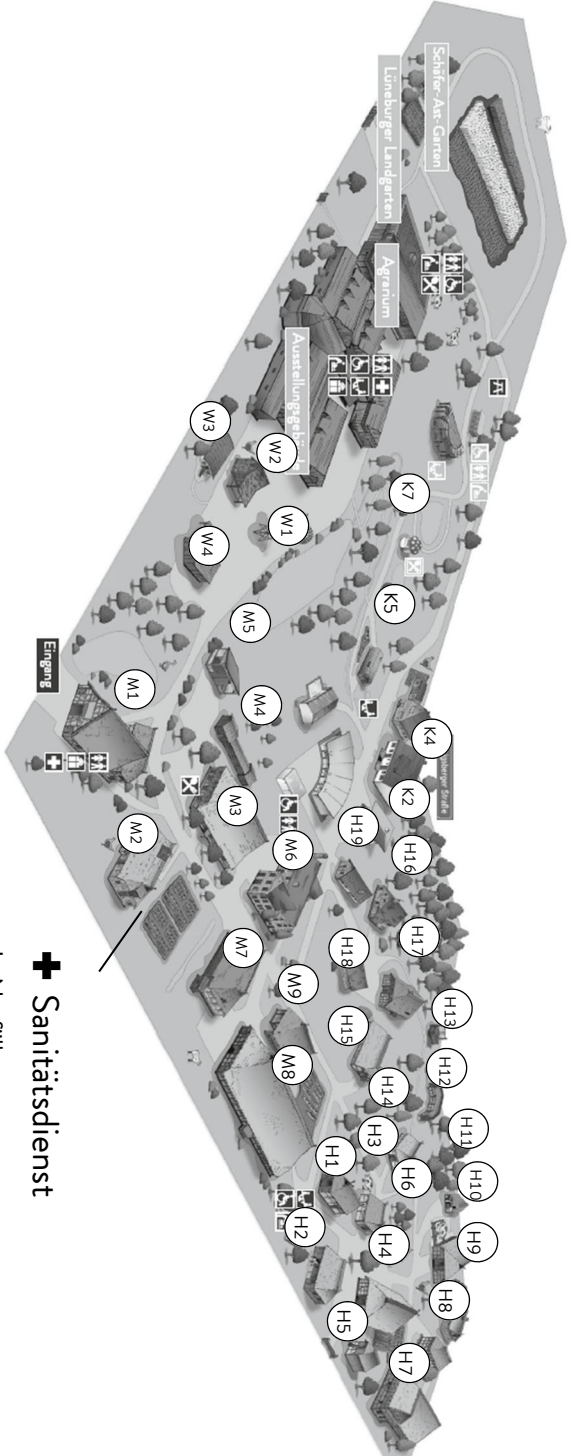 Schäfer-Ast-Garten
Lüneburger Landgarten
Agrarium
W3
W2
K7
W1
W4
K5
M5
Eingang
M1
M4
K4
Straße
K2
M3
H19
M2
M6
H16
H17
M7
H18
M9
H13
H15
M8
H12
H14
H11
H3
H1
H6
H10
H2
H4
H9
H8
H5
H7
✚ Sanitätsdienst